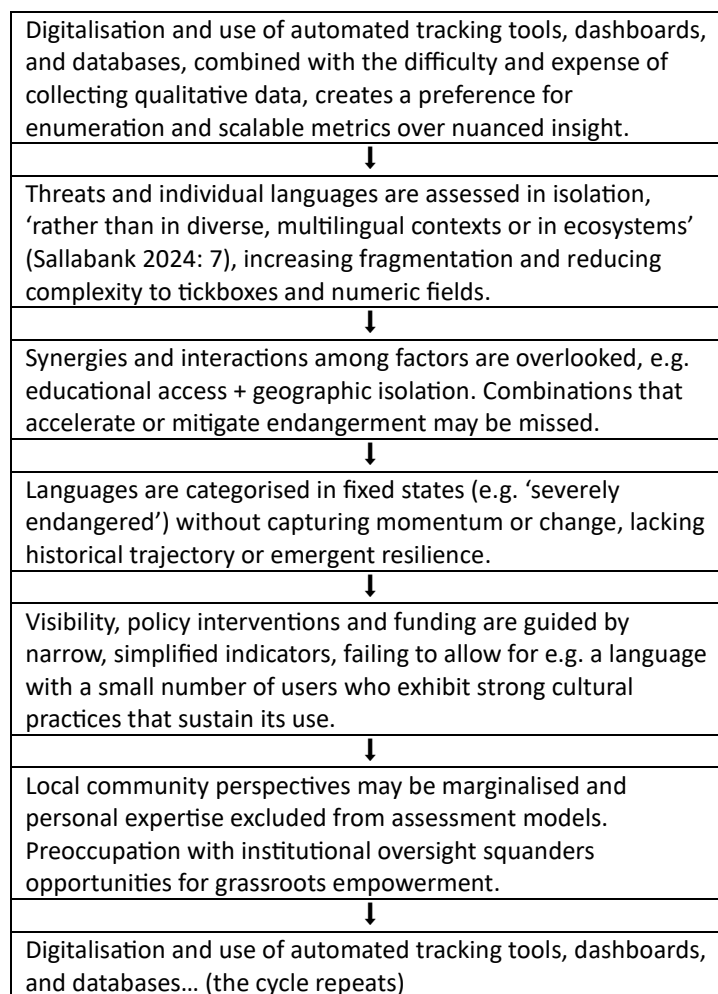 Digitalisation and use of automated tracking tools, dashboards,
and databases, combined with the difficulty and expense of
collecting qualitative data, creates a preference for
enumeration and scalable metrics over nuanced insight.
⬇
Threats and individual languages are assessed in isolation,
‘rather than in diverse, multilingual contexts or in ecosystems’
(Sallabank 2024: 7), increasing fragmentation and reducing
complexity to tickboxes and numeric fields.
⬇
Synergies and interactions among factors are overlooked, e.g.
educational access + geographic isolation. Combinations that
accelerate or mitigate endangerment may be missed.
⬇
Languages are categorised in fixed states (e.g. ‘severely
endangered’) without capturing momentum or change, lacking
historical trajectory or emergent resilience.
⬇
Visibility, policy interventions and funding are guided by
narrow, simplified indicators, failing to allow for e.g. a language
with a small number of users who exhibit strong cultural
practices that sustain its use.
⬇
Local community perspectives may be marginalised and
personal expertise excluded from assessment models.
Preoccupation with institutional oversight squanders
opportunities for grassroots empowerment.
⬇
Digitalisation and use of automated tracking tools, dashboards,
and databases… (the cycle repeats)